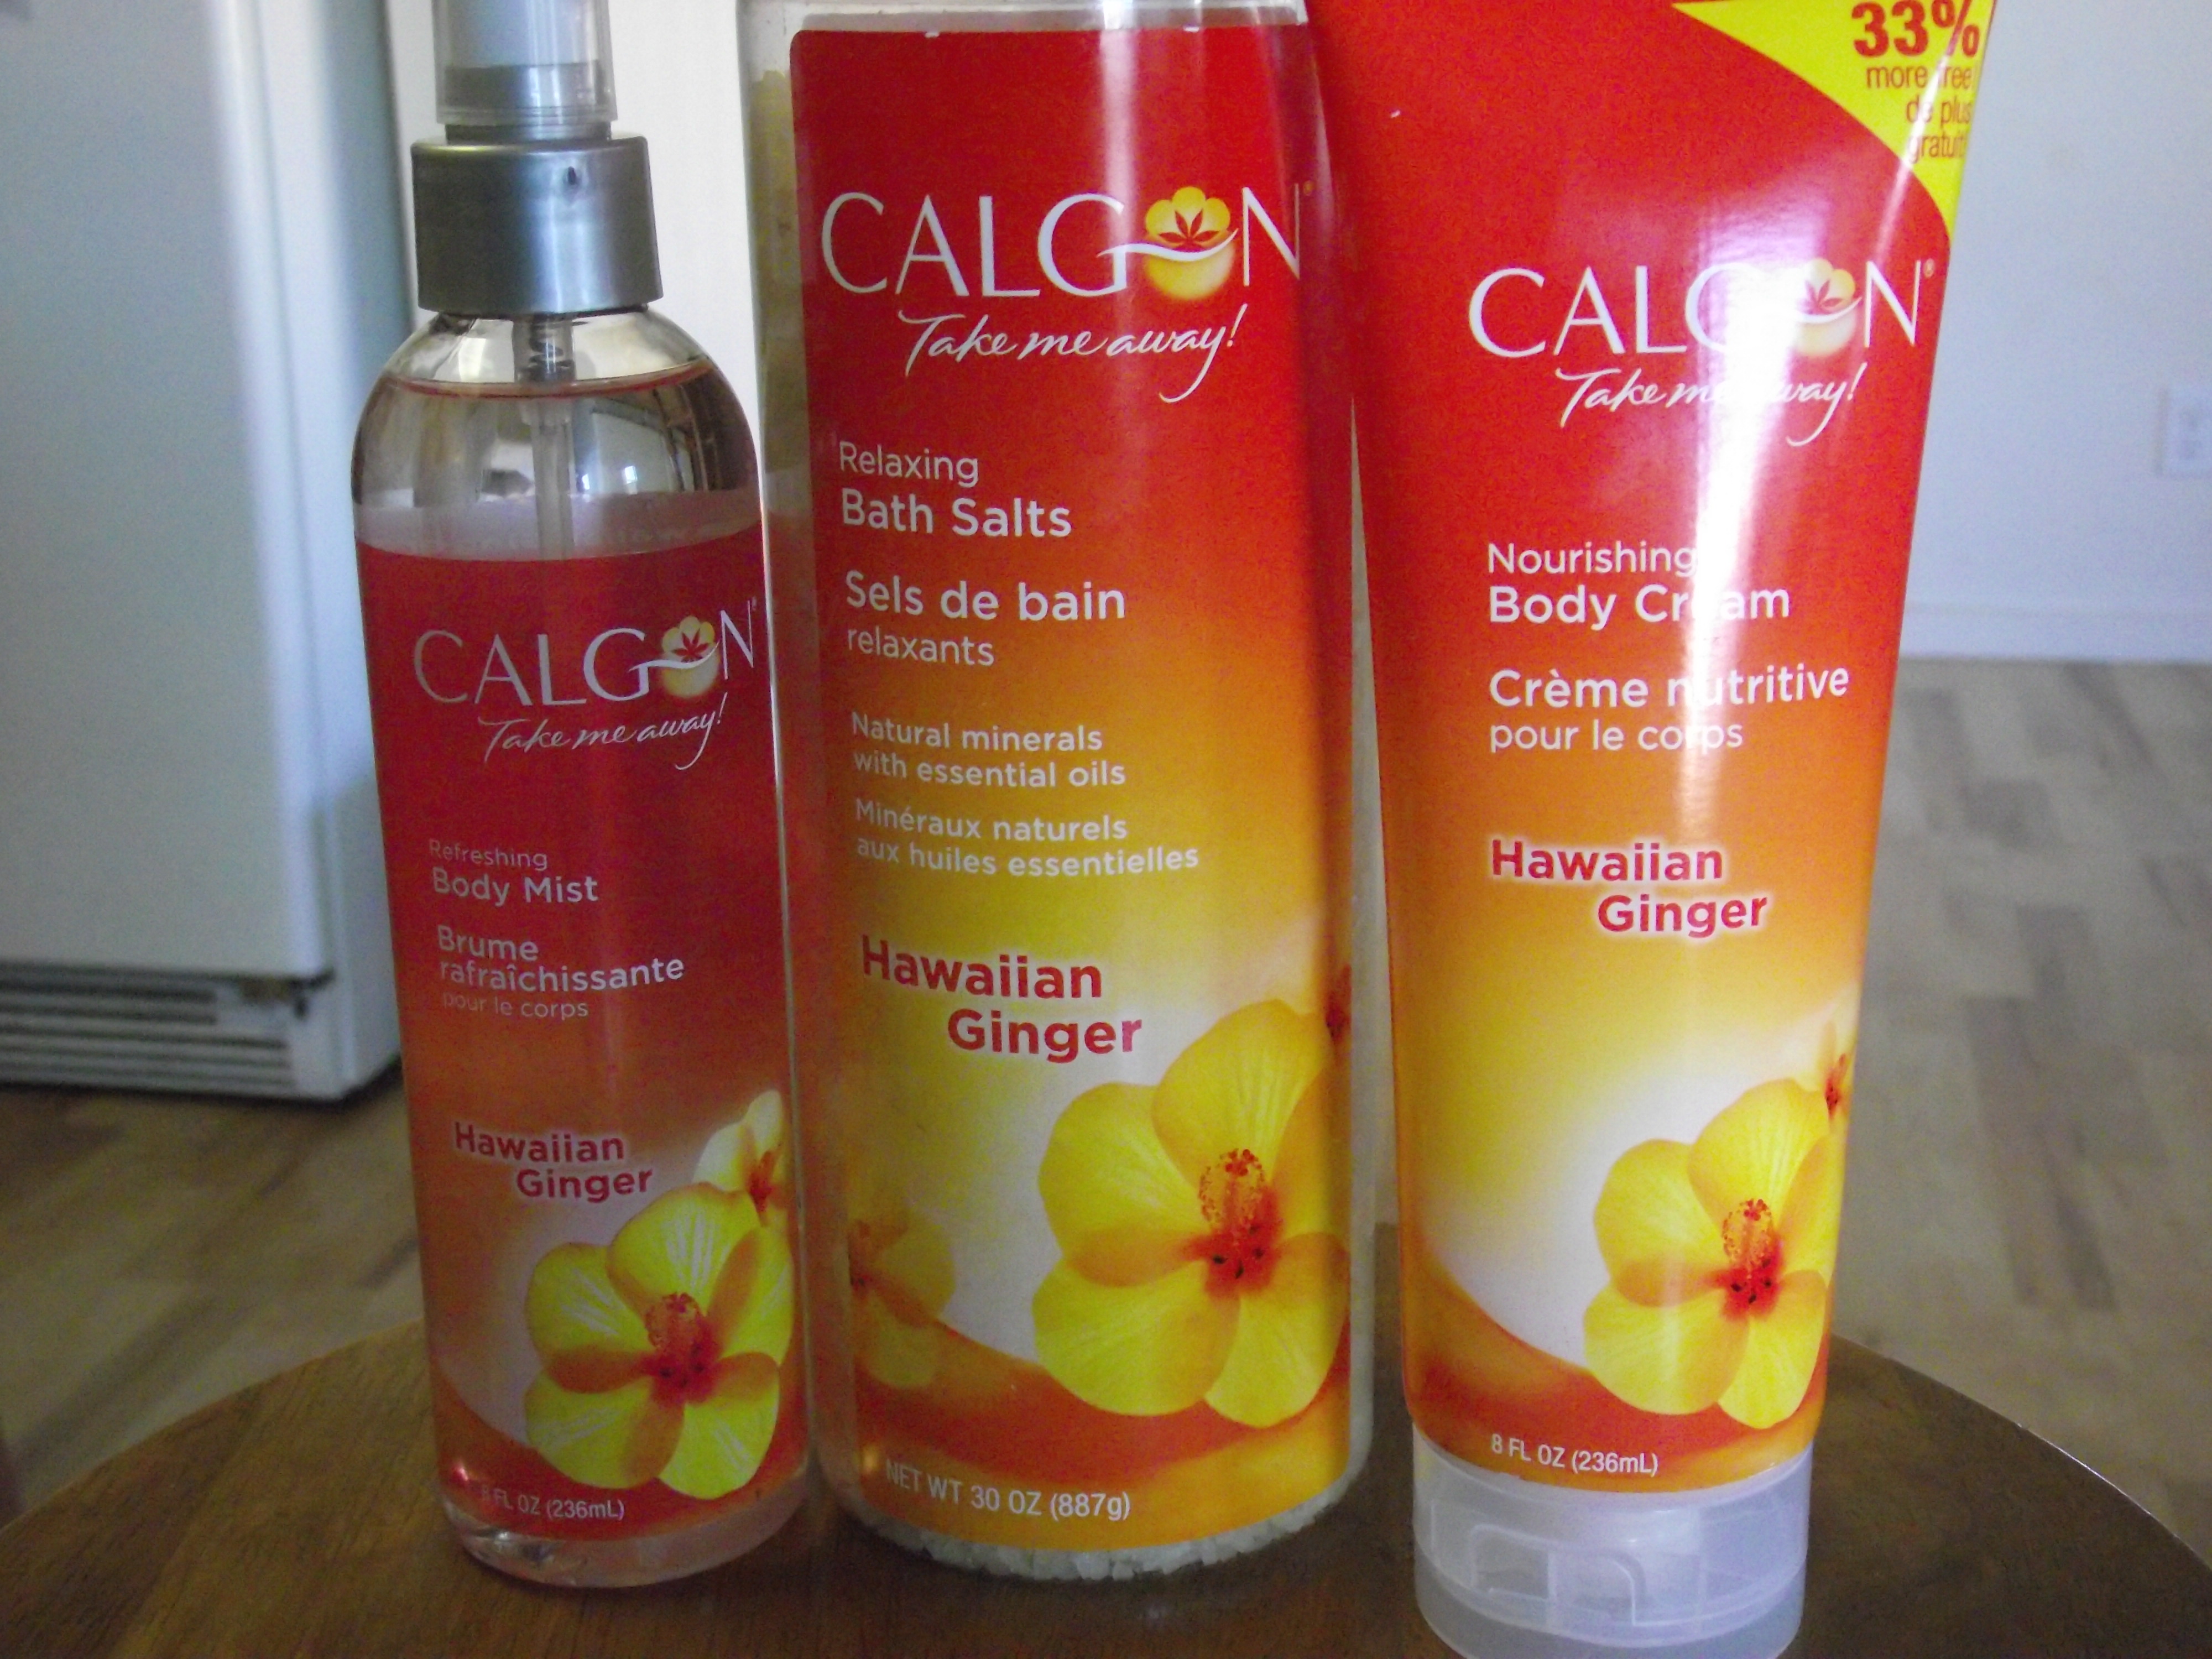 CALGON®
Take me away!
Refreshing
Body Mist
Brume
rafraîchissante
pour le corps
Hawaiian
Ginger
8 FL OZ (236mL)
CALGON®
Take me away!
Relaxing
Bath Salts
Sels de bain
relaxants
Natural minerals
with essential oils
Minéraux naturels
aux huiles essentielles
Hawaiian
Ginger
NET WT 30 OZ (887g)
33%
more free!
de plus
gratuit!
CALGON®
Take me away!
Nourishing
Body Cream
Crème nutritive
pour le corps
Hawaiian
Ginger
8 FL OZ (236mL)